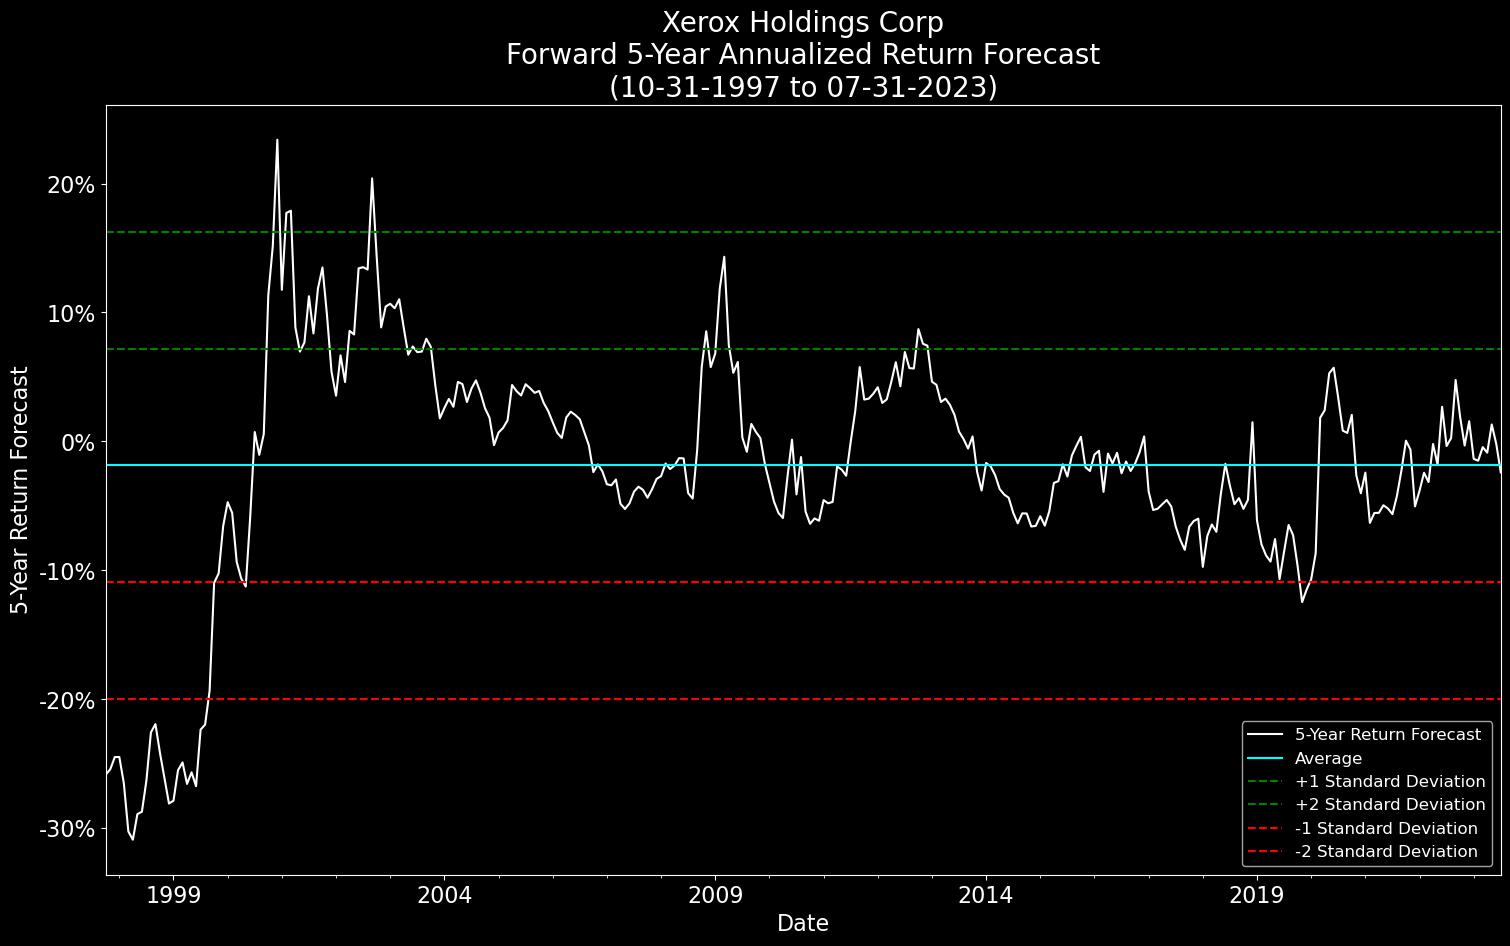 Xerox Holdings Corp
Forward 5-Year Annualized Return Forecast
(10-31-1997 to 07-31-2023)
5-Year Return Forecast
20%
10%
0%
-10%
-20%
-30%
5-Year Return Forecast
Average
+1 Standard Deviation
+2 Standard Deviation
-1 Standard Deviation
-2 Standard Deviation
1999
2004
2009
2014
2019
Date